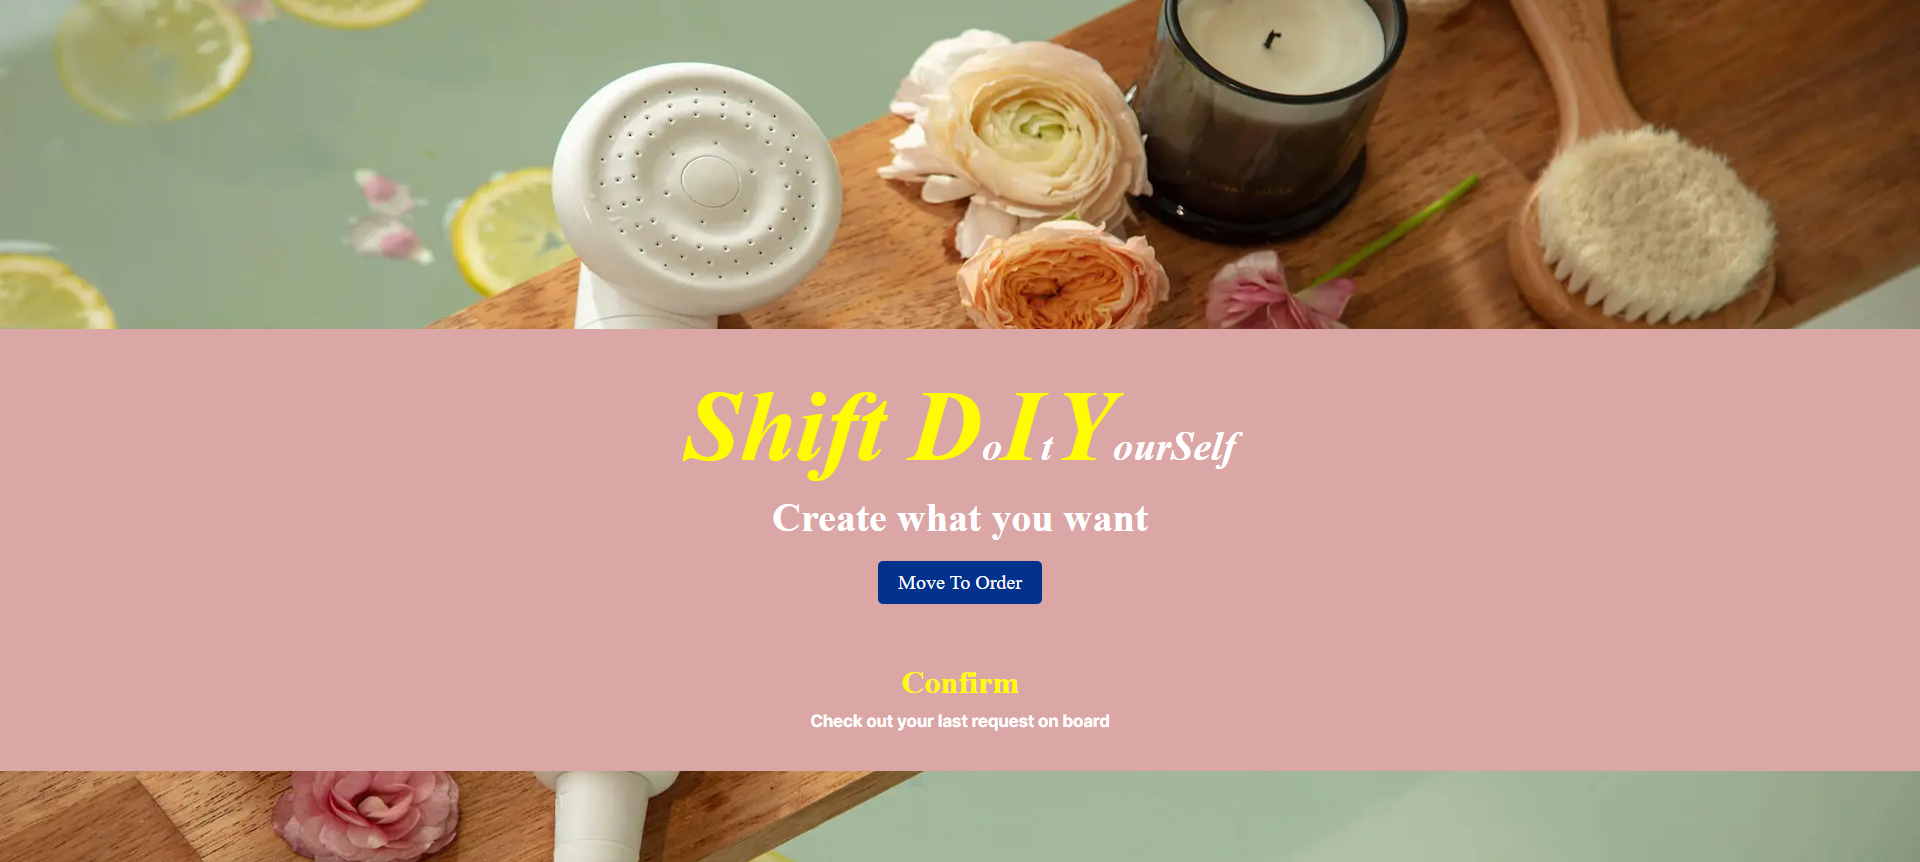 Shift DoItYourSelf
Create what you want
Move To Order
Confirm
Check out your last request on board